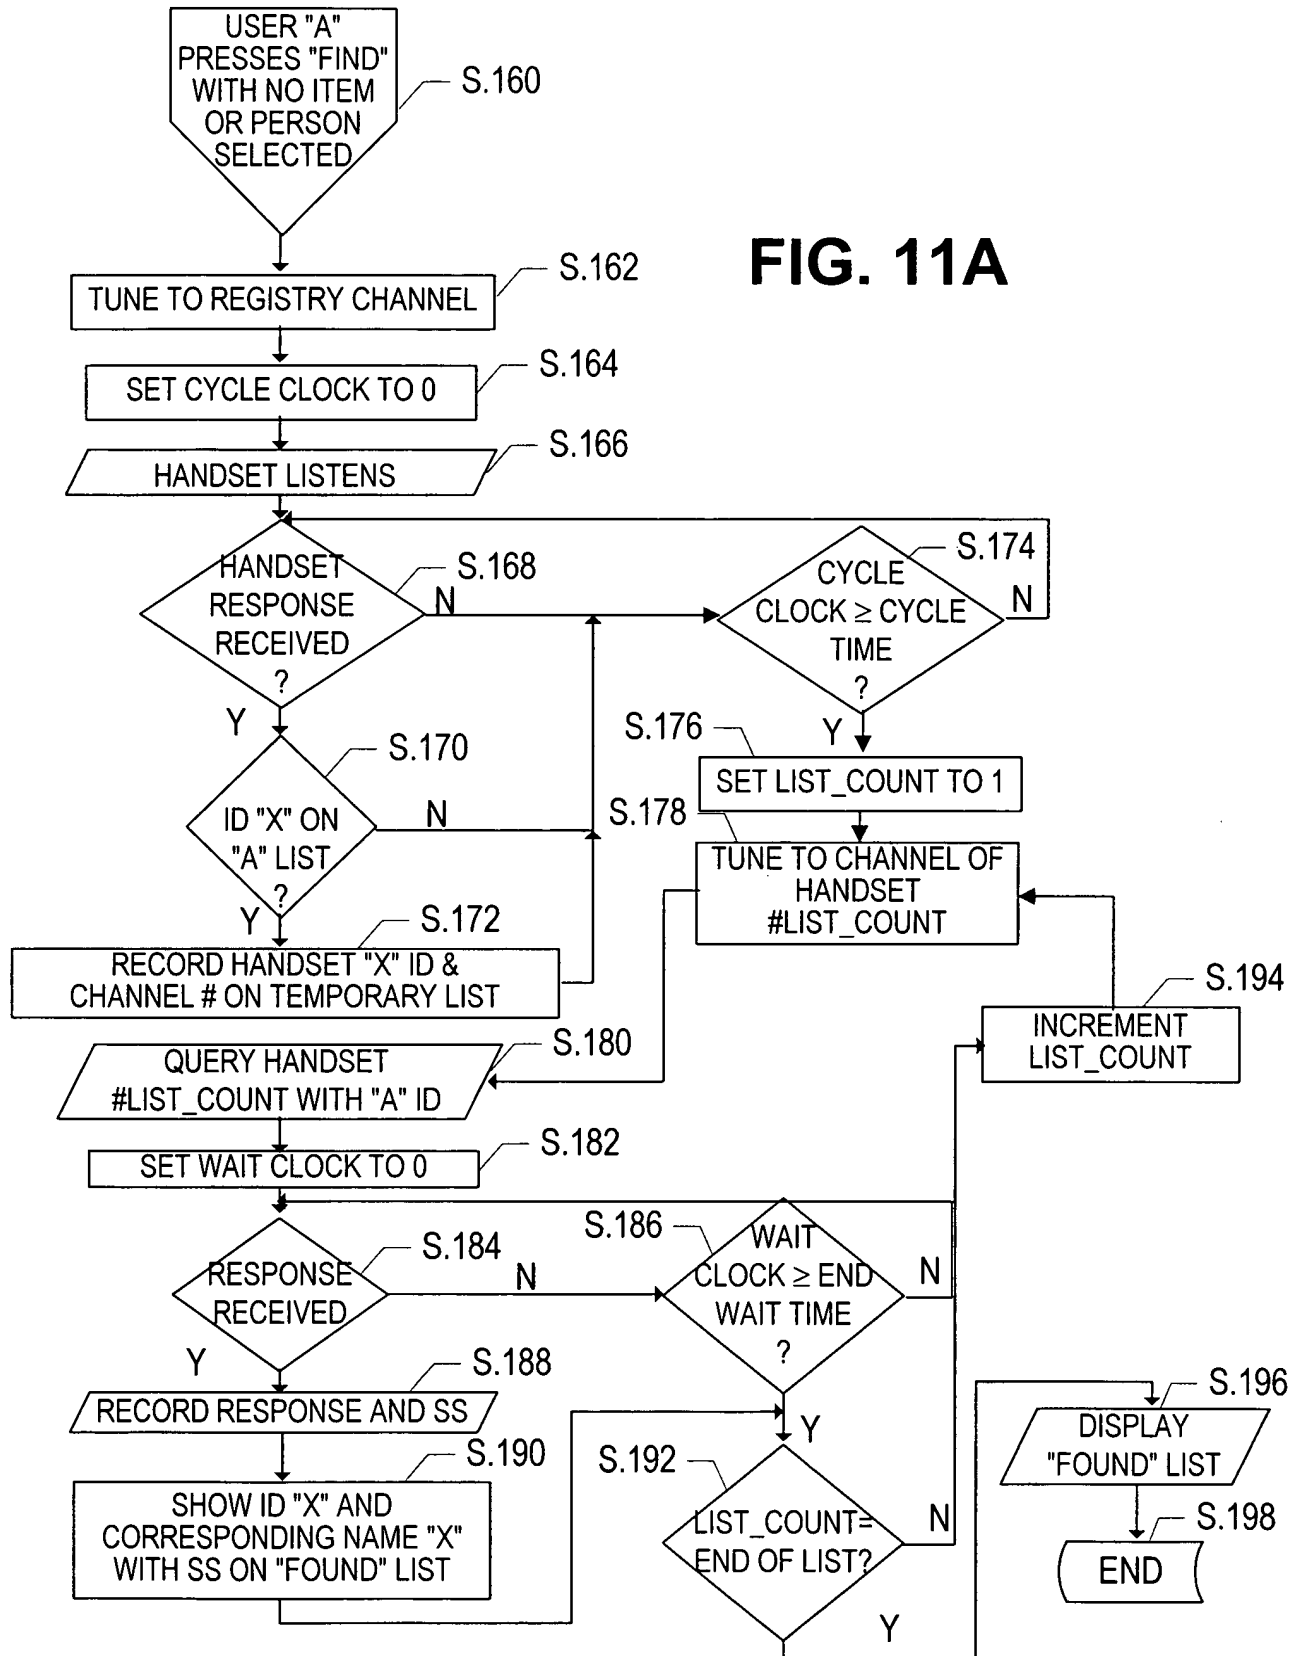 USER "A"
PRESSES "FIND"
WITH NO ITEM
OR PERSON
SELECTED
S.160
FIG. 11A
TUNE TO REGISTRY CHANNEL
S.162
SET CYCLE CLOCK TO 0
S.164
HANDSET LISTENS
S.166
HANDSET
RESPONSE
RECEIVED
?
S.168
N
Y
CYCLE
CLOCK ≥ CYCLE
TIME
?
S.174
N
Y
ID "X" ON
"A" LIST
?
S.170
N
Y
S.176
SET LIST_COUNT TO 1
S.178
TUNE TO CHANNEL OF
HANDSET
#LIST_COUNT
S.172
RECORD HANDSET "X" ID &
CHANNEL # ON TEMPORARY LIST
S.194
INCREMENT
LIST_COUNT
QUERY HANDSET
#LIST_COUNT WITH "A" ID
S.180
SET WAIT CLOCK TO 0
S.182
RESPONSE
RECEIVED
S.184
N
Y
S.186
WAIT
CLOCK ≥ END
WAIT TIME
?
N
Y
RECORD RESPONSE AND SS
S.188
S.190
SHOW ID "X" AND
CORRESPONDING NAME "X"
WITH SS ON "FOUND" LIST
S.192
LIST_COUNT=
END OF LIST?
N
Y
S.196
DISPLAY
"FOUND" LIST
S.198
END